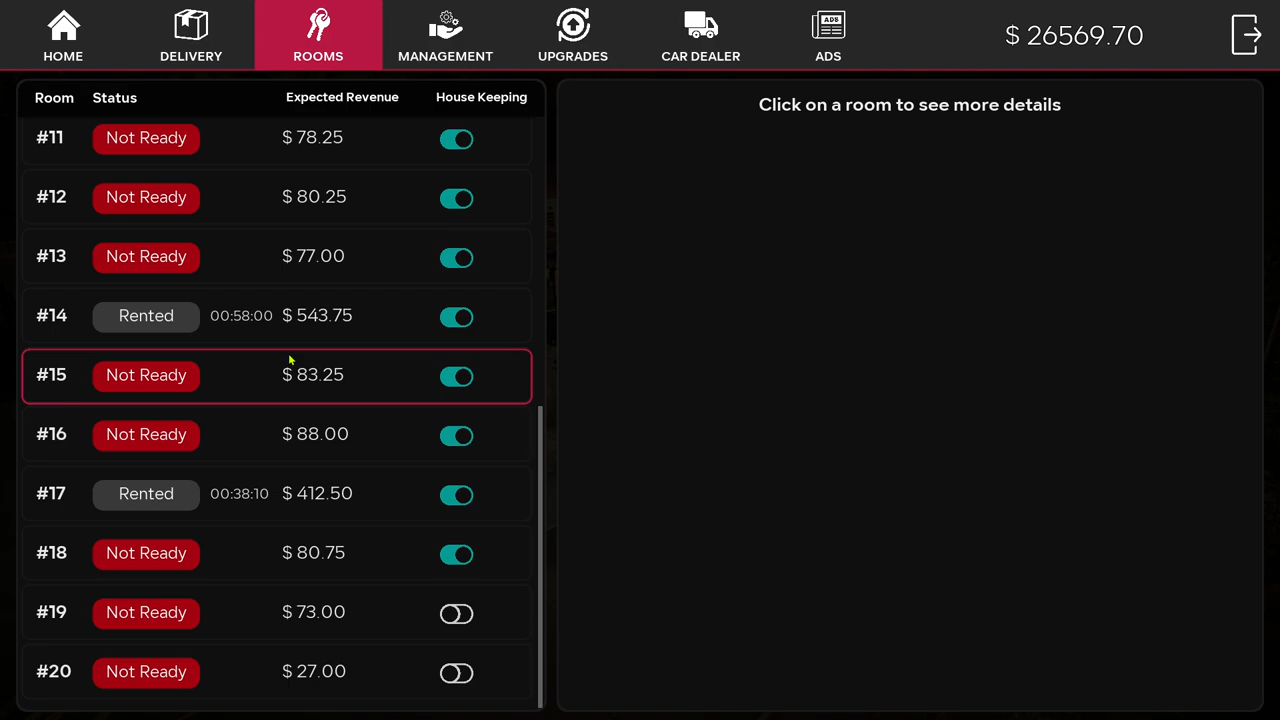 HOME DELIVERY ROOMS MANAGEMENT UPGRADES CAR DEALER ADS $ 26569.70
Room Status Expected Revenue House Keeping
#11 Not Ready $ 78.25
#12 Not Ready $ 80.25
#13 Not Ready $ 77.00
#14 Rented 00:58:00 $ 543.75
#15 Not Ready $ 83.25
#16 Not Ready $ 88.00
#17 Rented 00:38:10 $ 412.50
#18 Not Ready $ 80.75
#19 Not Ready $ 73.00
#20 Not Ready $ 27.00
Click on a room to see more details